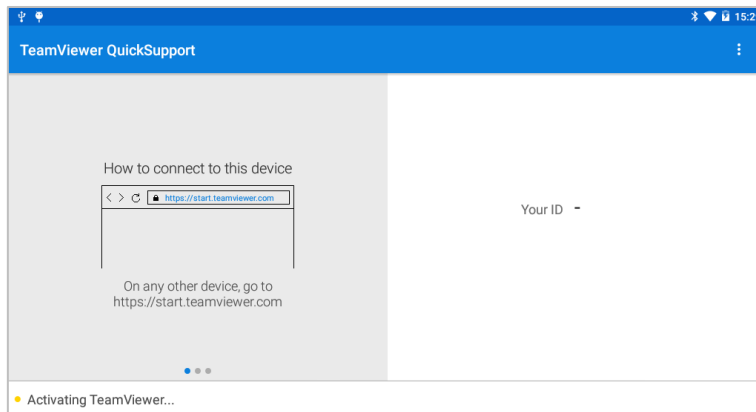 15:2
TeamViewer QuickSupport
How to connect to this device
https://start.teamviewer.com
On any other device, go to
https://start.teamviewer.com
Your ID -
Activating TeamViewer...